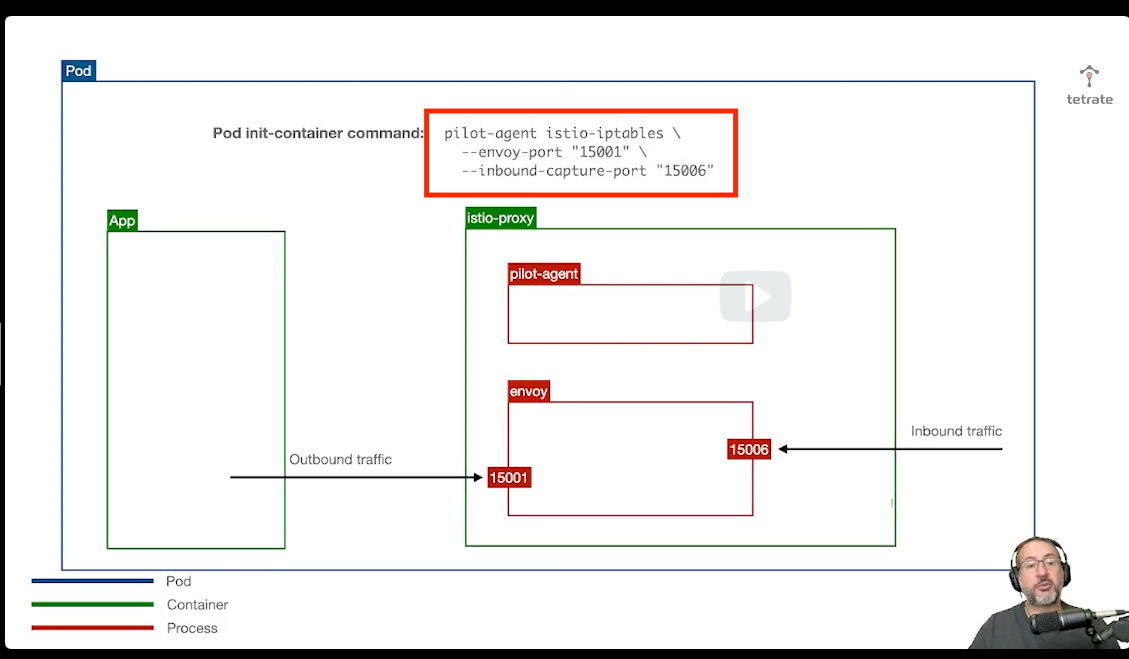 Pod
tetrate
Pod init-container command: pilot-agent istio-iptables \
--envoy-port "15001" \
--inbound-capture-port "15006"
App
istio-proxy
pilot-agent
envoy
Inbound traffic
15006
Outbound traffic
15001
Pod
Container
Process